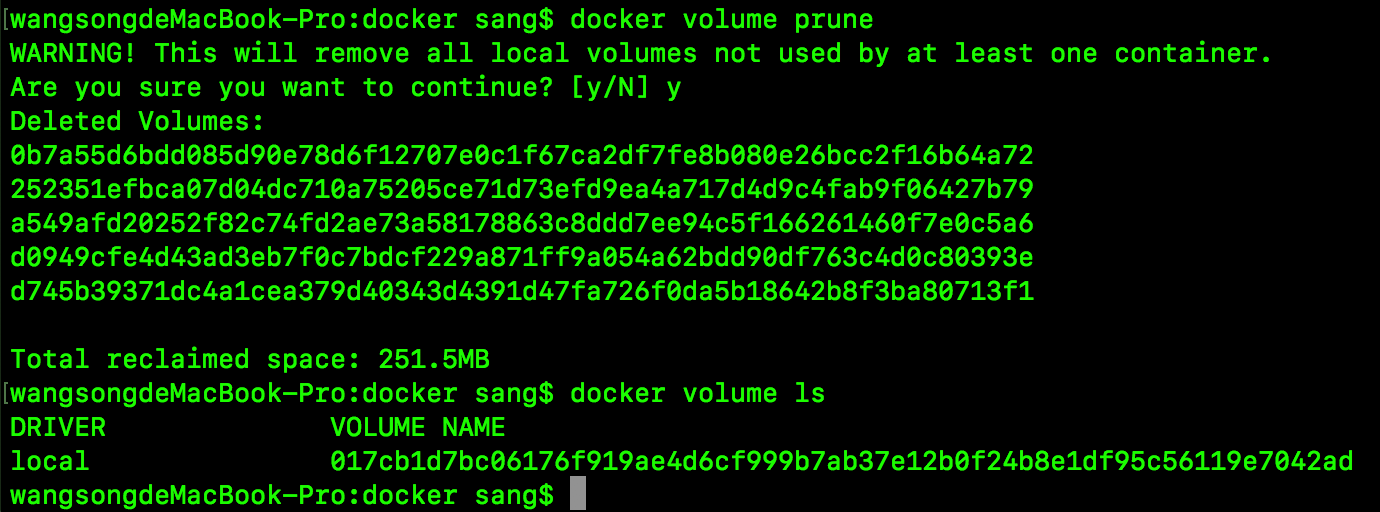 [wangsongdeMacBook-Pro:docker sang$ docker volume prune
WARNING! This will remove all local volumes not used by at least one container.
Are you sure you want to continue? [y/N] y
Deleted Volumes:
0b7a55d6bdd085d90e78d6f12707e0c1f67ca2df7fe8b080e26bcc2f16b64a72
252351efbca07d04dc710a75205ce71d73efd9ea4a717d4d9c4fab9f06427b79
a549afd20252f82c74fd2ae73a58178863c8ddd7ee94c5f166261460f7e0c5a6
d0949cfe4d43ad3eb7f0c7bdcf229a871ff9a054a62bdd90df763c4d0c80393e
d745b39371dc4a1cea379d40343d4391d47fa726f0da5b18642b8f3ba80713f1
Total reclaimed space: 251.5MB
[wangsongdeMacBook-Pro:docker sang$ docker volume ls
DRIVER              VOLUME NAME
local               017cb1d7bc06176f919ae4d6cf999b7ab37e12b0f24b8e1df95c56119e7042ad
wangsongdeMacBook-Pro:docker sang$